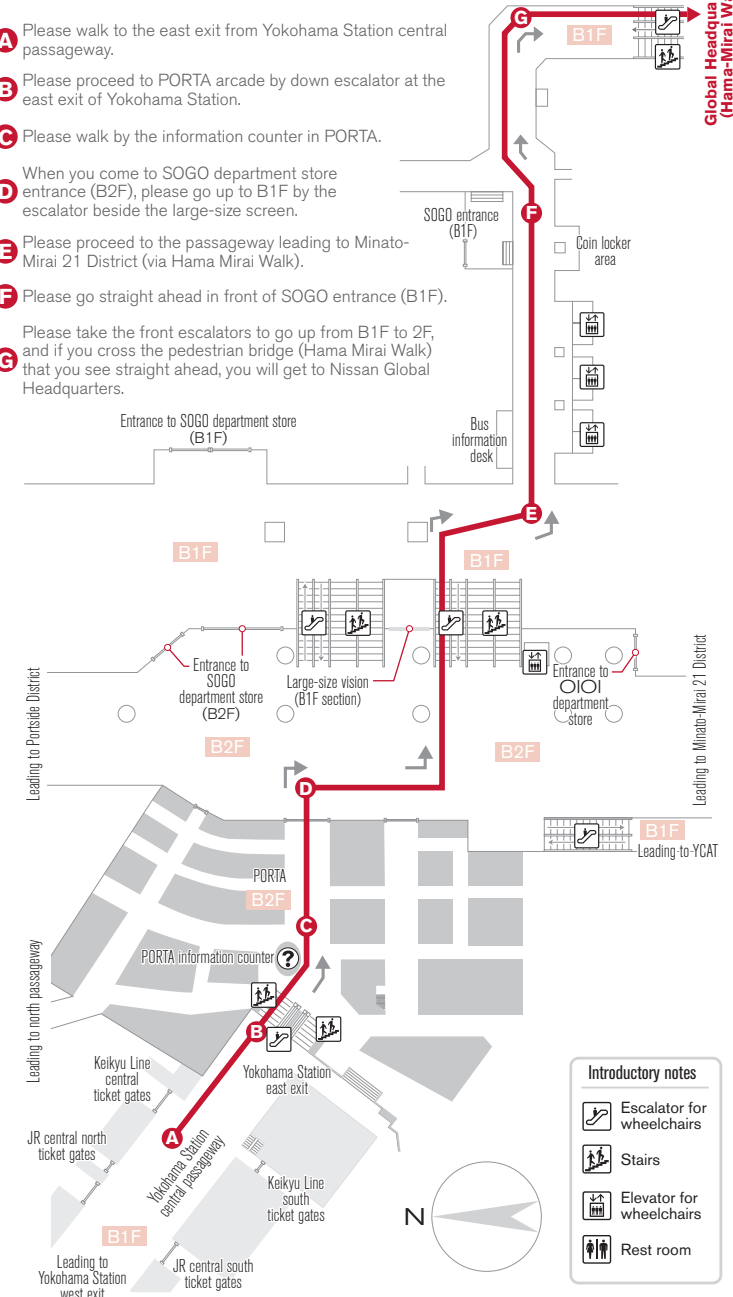 A Please walk to the east exit from Yokohama Station central
passageway.
B Please proceed to PORTA arcade by down escalator at the
east exit of Yokohama Station.
C Please walk by the information counter in PORTA.
D When you come to SOGO department store
entrance (B2F), please go up to B1F by the
escalator beside the large-size screen.
E Please proceed to the passageway leading to Minato-
Mirai 21 District (via Hama Mirai Walk).
F Please go straight ahead in front of SOGO entrance (B1F).
G Please take the front escalators to go up from B1F to 2F,
and if you cross the pedestrian bridge (Hama Mirai Walk)
that you see straight ahead, you will get to Nissan Global
Headquarters.
G
B1F
Global Headqua
(Hama-Mirai Wa
F
SOGO entrance
(B1F)
Coin locker
area
Entrance to SOGO department store
(B1F)
Bus
information
desk
E
B1F
B1F
Entrance to
SOGO
department store
(B2F)
Large-size vision
(B1F section)
Entrance to
OIOI
department
store
Leading to Portside District
Leading to Minato-Mirai 21 District
B2F
B2F
D
B1F
Leading to YCAT
PORTA
B2F
C
PORTA information counter
?
Leading to north passageway
B
Yokohama Station
east exit
Keikyu Line
central
ticket gates
A
JR central north
ticket gates
Yokohama Station
central passageway
Keikyu Line
south
ticket gates
B1F
Leading to
Yokohama Station
west exit
JR central south
ticket gates
N
Introductory notes
Escalator for
wheelchairs
Stairs
Elevator for
wheelchairs
Rest room